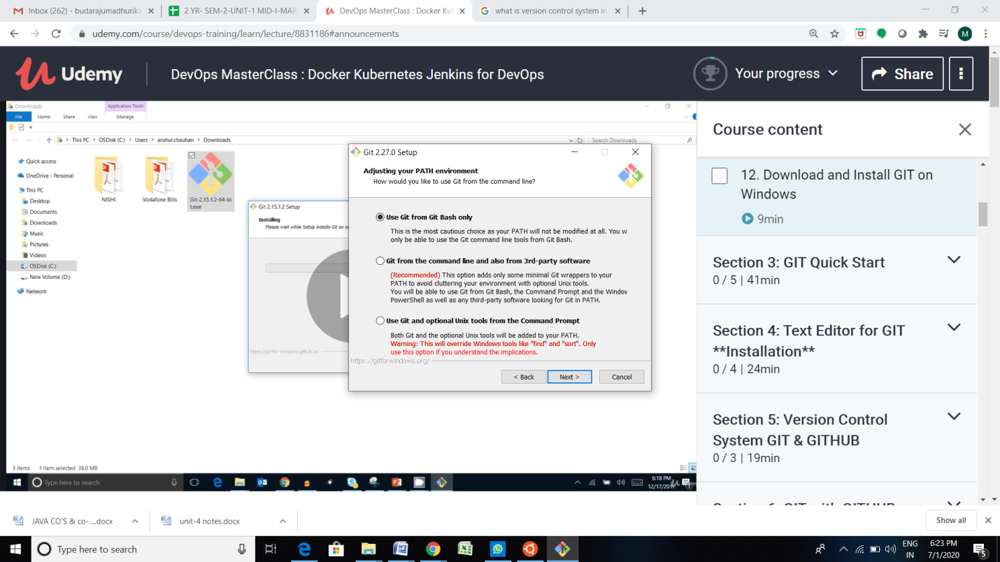 Inbox (262) - budarajumadhurika
2 YR- SEM-2-UNIT-1 MID-I-MAR
DevOps MasterClass : Docker Ku
what is version control system in
udemy.com/course/devops-training/learn/lecture/8831186#announcements
M
Udemy
DevOps MasterClass : Docker Kubernetes Jenkins for DevOps
Your progress
Share
Downloads
Application Tools
File
Home
Share
View
Manage
This PC > OSDisk (C:) > Users > anshul.chauhan > Downloads
Search Downloads
Quick access
OneDrive - Personal
This PC
Desktop
Documents
Downloads
Music
Pictures
Videos
OSDisk (C:)
New Volume (D:)
Network
NISHI
Vodafone Bills
Git-2.15.1.2-64-bi
t.exe
Git 2.15.1.2 Setup
Installing
Please wait while Setup installs Git on yo
https://git-for-windows.github.io/
Git 2.27.0 Setup
Adjusting your PATH environment
How would you like to use Git from the command line?
Use Git from Git Bash only
This is the most cautious choice as your PATH will not be modified at all. You w
only be able to use the Git command line tools from Git Bash.
Git from the command line and also from 3rd-party software
(Recommended) This option adds only some minimal Git wrappers to your
PATH to avoid cluttering your environment with optional Unix tools.
You will be able to use Git from Git Bash, the Command Prompt and the Window
PowerShell as well as any third-party software looking for Git in PATH.
Use Git and optional Unix tools from the Command Prompt
Both Git and the optional Unix tools will be added to your PATH.
Warning: This will override Windows tools like "find" and "sort". Only
use this option if you understand the implications.
https://gitforwindows.org/
< Back
Next >
Cancel
3 items
1 item selected 38.0 MB
Type here to search
6:18 PM
12/17/2017
Course content
12. Download and Install GIT on
Windows
9min
Section 3: GIT Quick Start
0 / 5 | 41min
Section 4: Text Editor for GIT
**Installation**
0 / 4 | 24min
Section 5: Version Control
System GIT & GITHUB
0 / 3 | 19min
Section 6: GIT with GITHUB
JAVA CO'S & co-....docx
unit-4 notes.docx
Show all
Type here to search
ENG
IN
6:23 PM
7/1/2020
5